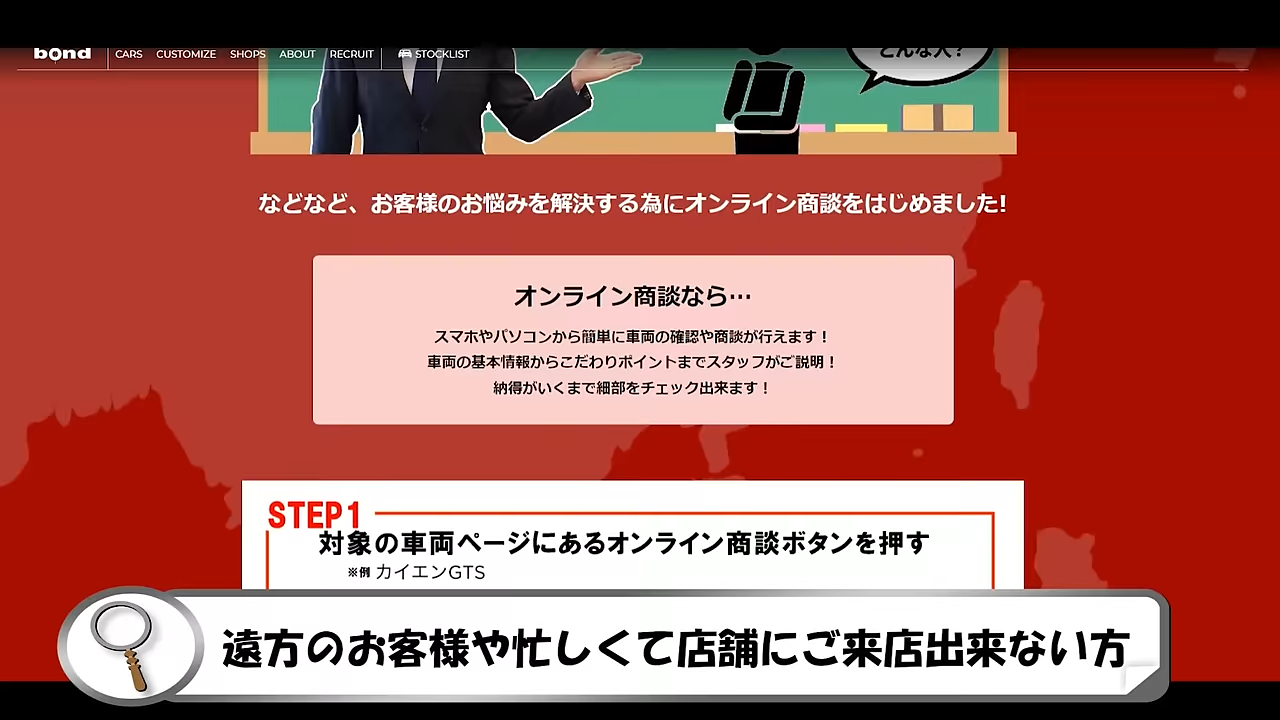 bond CARS CUSTOMIZE SHOPS ABOUT RECRUIT STOCKLIST
などなど、お客様のお悩みを解決する為にオンライン商談をはじめました!
オンライン商談なら…
スマホやパソコンから簡単に車両の確認や商談が行えます！
車両の基本情報からこだわりポイントまでスタッフがご説明！
納得がいくまで細部をチェック出来ます！
STEP1
対象の車両ページにあるオンライン商談ボタンを押す
※例 カイエンGTS
遠方のお客様や忙しくて店舗にご来店出来ない方